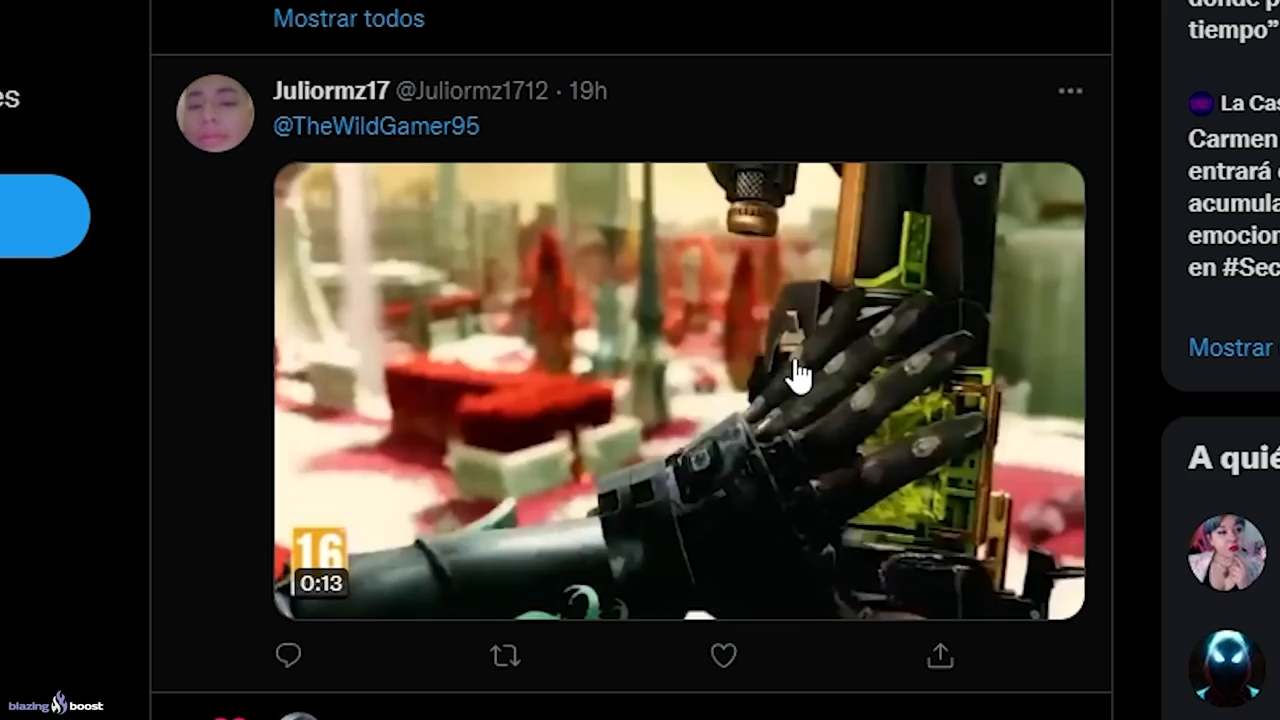 Mostrar todos
Juliormz17 @Juliormz1712 · 19h
@TheWildGamer95
16
0:13
es
tiempo”
La Cas
Carmen
entrará
acumula
emocion
en #Sec
Mostrar
A quié
blazing boost